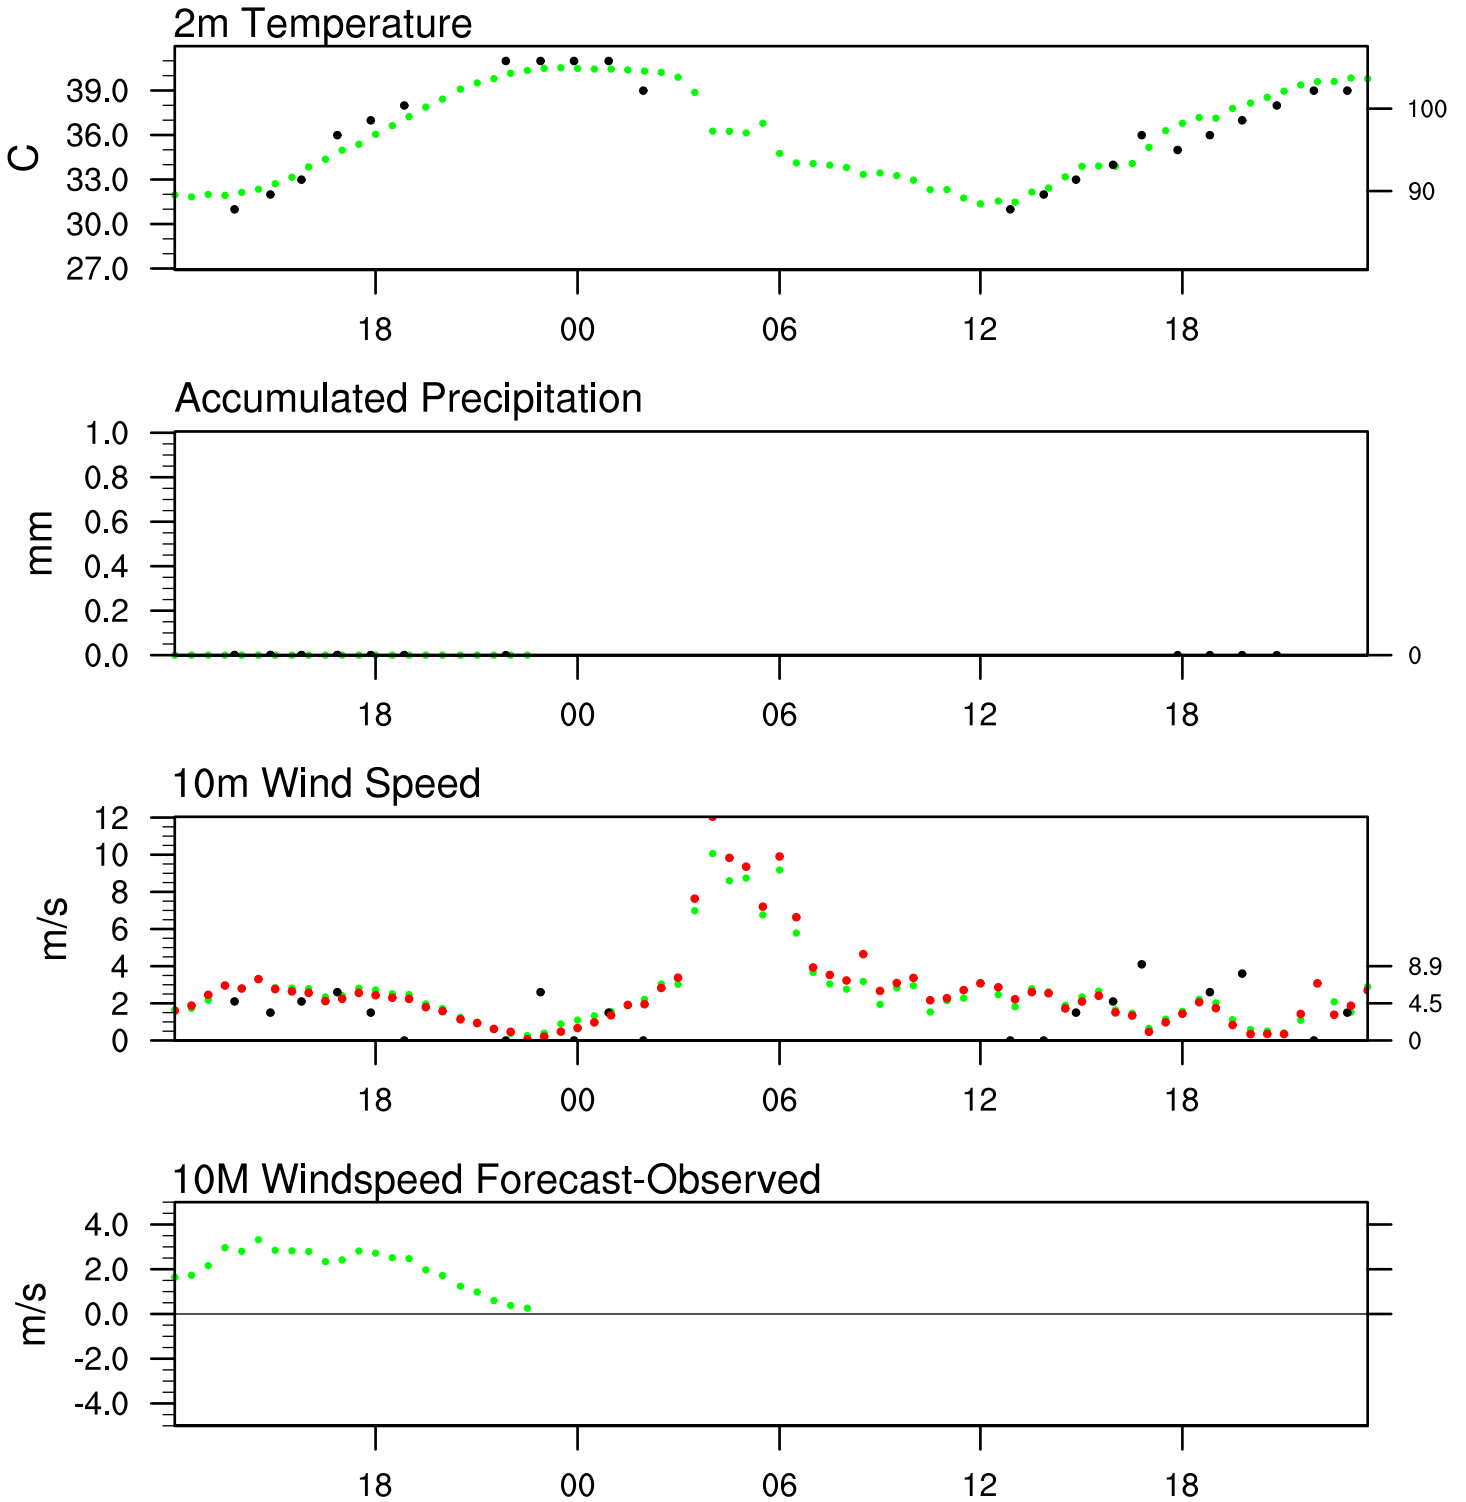 2m Temperature
39.0
36.0
33.0
30.0
27.0
C
100
90
18 00 06 12 18
Accumulated Precipitation
1.0
0.8
0.6
0.4
0.2
0.0
mm
0
18 00 06 12 18
10m Wind Speed
12
10
8
6
4
2
0
m/s
8.9
4.5
0
18 00 06 12 18
10M Windspeed Forecast-Observed
4.0
2.0
0.0
-2.0
-4.0
m/s
18 00 06 12 18